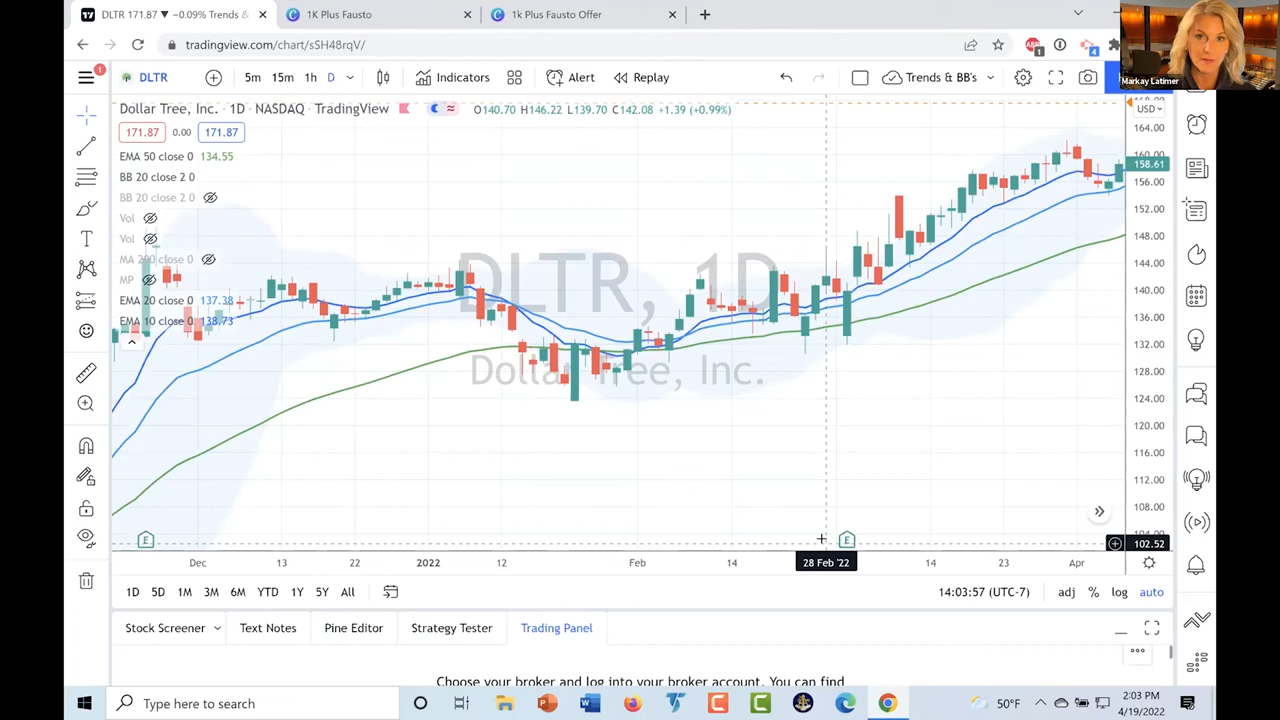 DLTR 171.87 ▼ −0.09% Trends &
1K Plus Fausto
1k Plus Fausto Offer
tradingview.com/chart/sSH48rqV/
Markay Latimer
DLTR 5m 15m 1h D Indicators Alert Replay Trends & BB's
Dollar Tree, Inc. · 1D · NASDAQ · TradingView
O140.70 H146.22 L139.70 C142.08 +1.39 (+0.99%)
USD
171.87 0.00 171.87
EMA 50 close 0 134.55
BB 20 close 2 0
BB 20 close 2 0
Vol
Vol
MA 200 close 0
MP
EMA 20 close 0 137.38
EMA 10 close 0 138.73
DLTR, 1D
Dollar Tree, Inc.
164.00
160.00
158.61
156.00
152.00
148.00
144.00
140.00
136.00
132.00
128.00
124.00
120.00
116.00
112.00
108.00
102.52
E E
Dec 13 22 2022 12 Feb 14 28 Feb '22 14 23 Apr
1D 5D 1M 3M 6M YTD 1Y 5Y All 14:03:57 (UTC-7) adj % log auto
Stock Screener Text Notes Pine Editor Strategy Tester Trading Panel
Choose your broker and log into your broker account. You can find
Type here to search
50°F
2:03 PM
4/19/2022